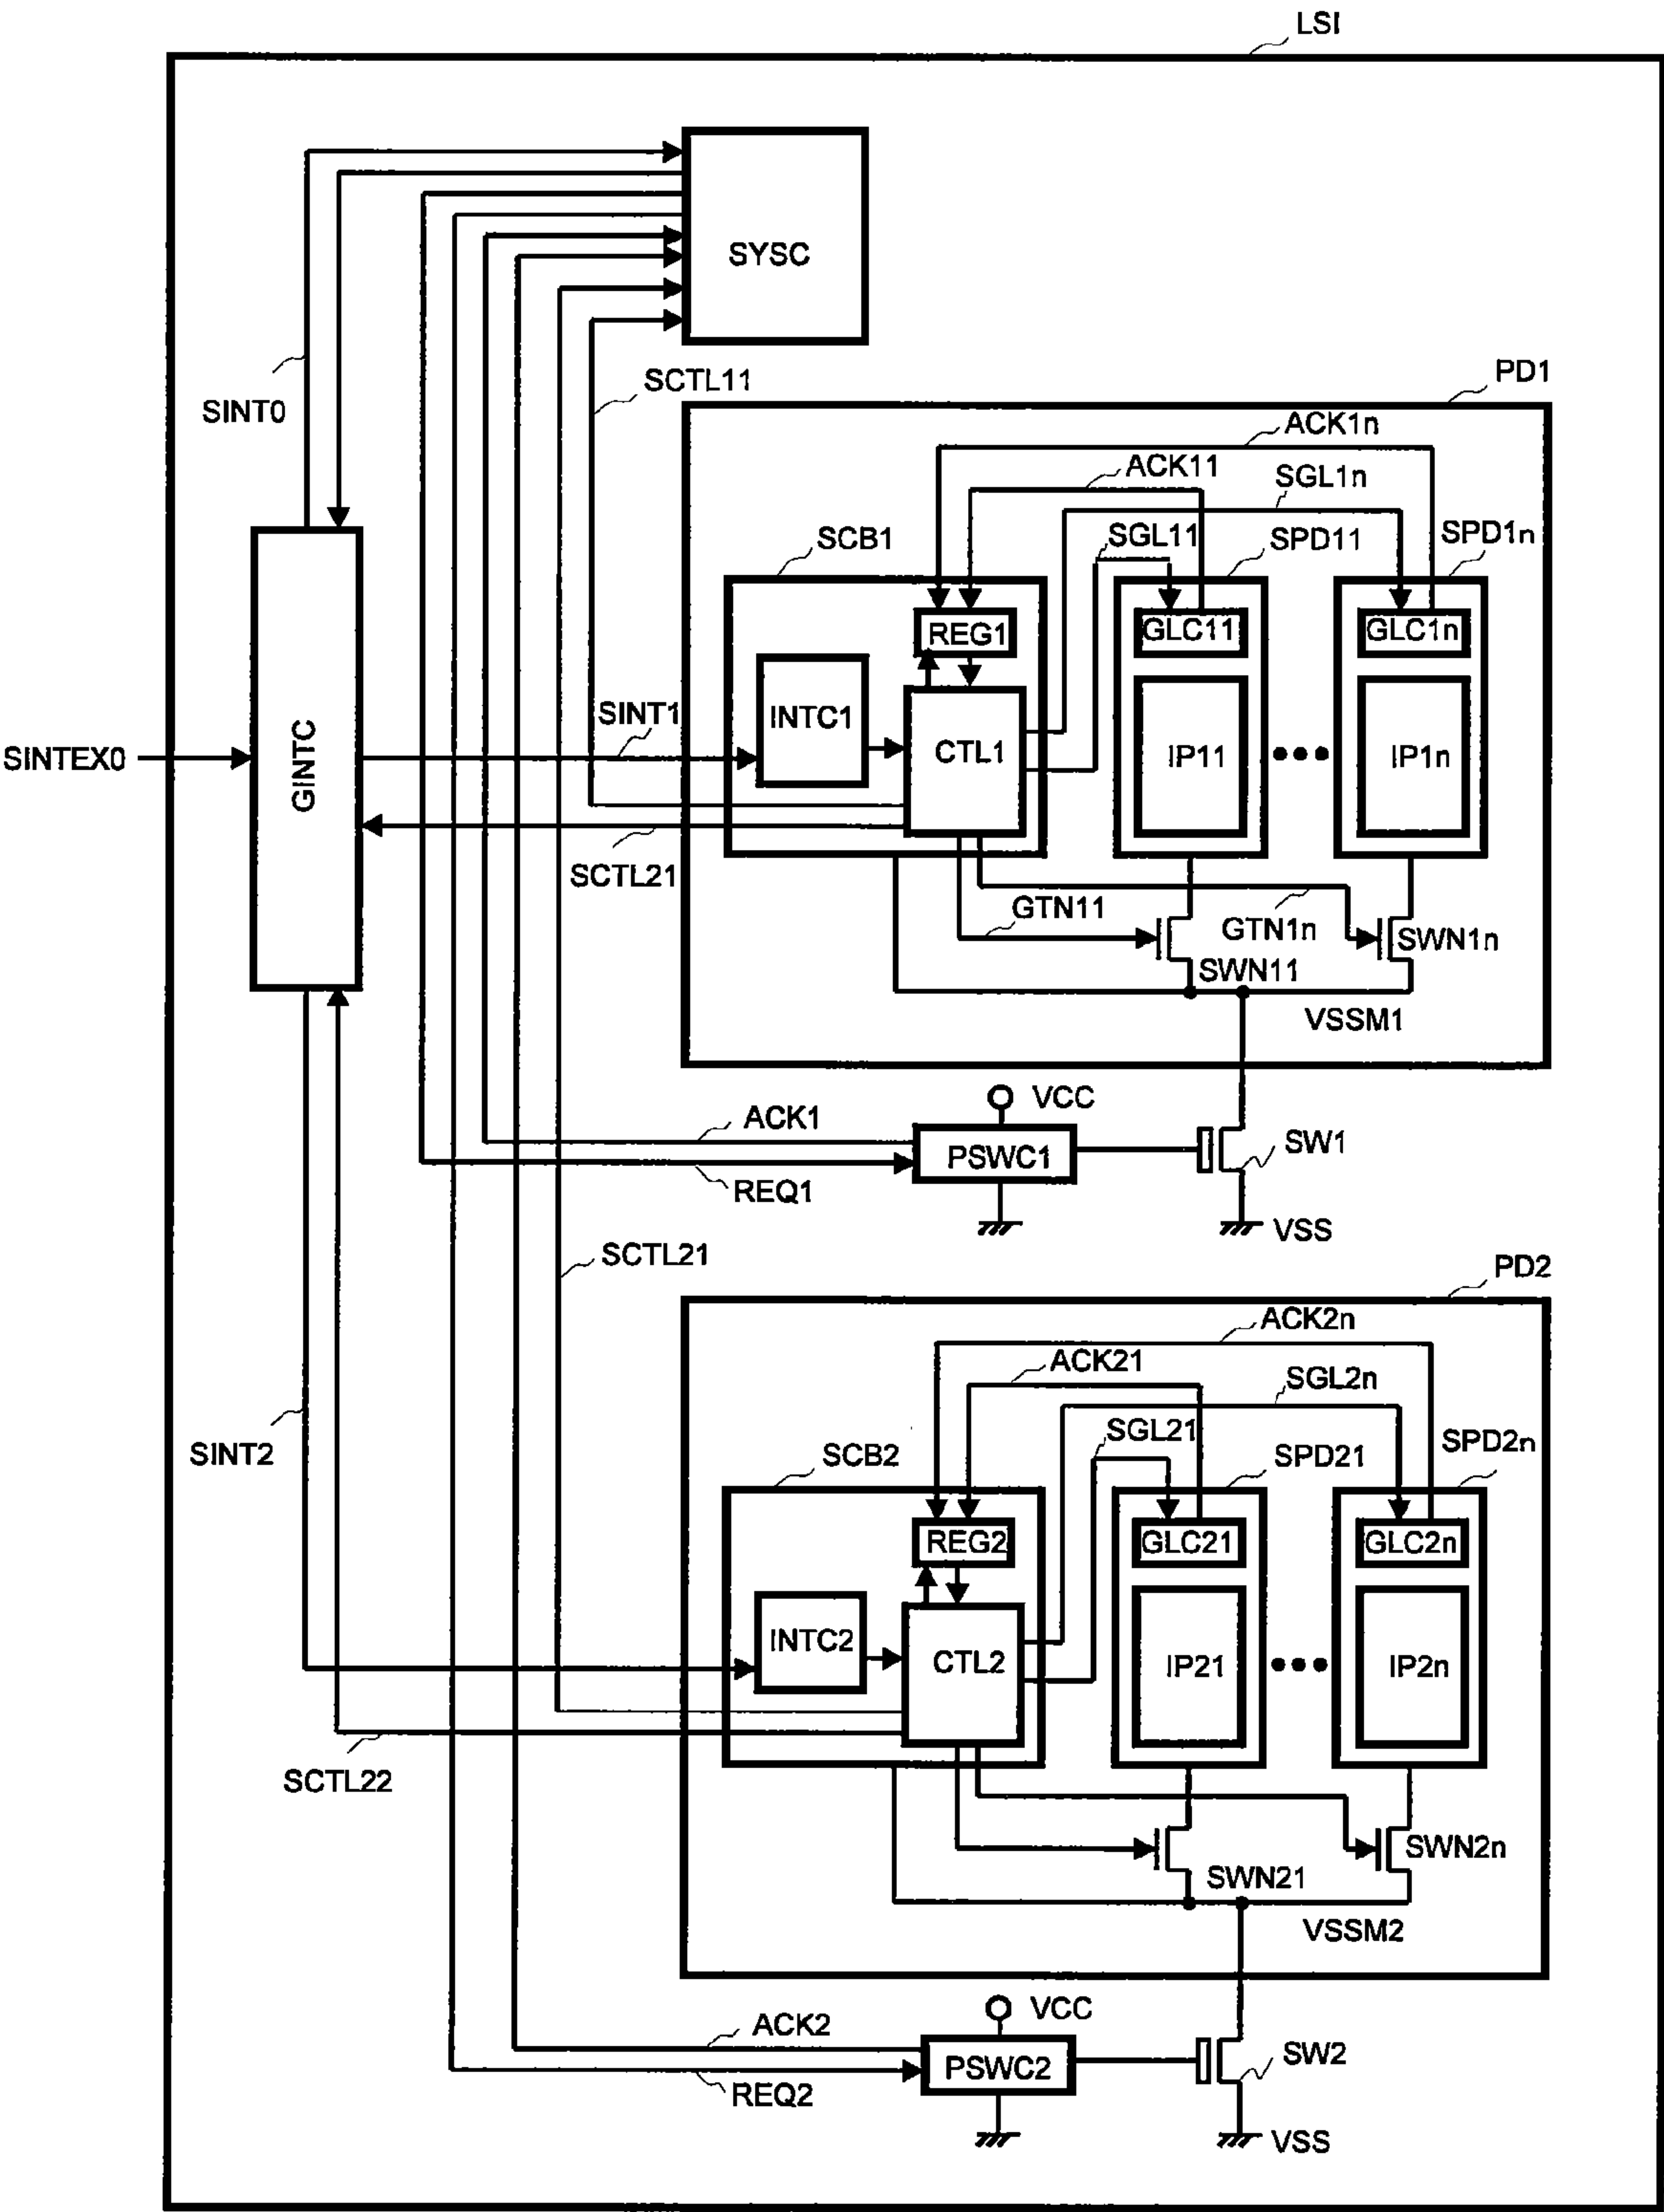 LSI
SYSC
SINT0
SCTL11
PD1
ACK1n
ACK11
SGL1n
SCB1
SGL11
SPD11
SPD1n
REG1
GLC11
GLC1n
GINTC
SINT1
INTC1
CTL1
IP11
IP1n
SINTEX0
SCTL21
GTN11
GTN1n
SWN1n
SWN11
VSSM1
VCC
ACK1
PSWC1
SW1
REQ1
VSS
SCTL21
PD2
ACK2n
ACK21
SGL2n
SINT2
SCB2
SGL21
SPD21
SPD2n
REG2
GLC21
GLC2n
INTC2
CTL2
IP21
IP2n
SCTL22
SWN2n
SWN21
VSSM2
VCC
ACK2
PSWC2
SW2
REQ2
VSS